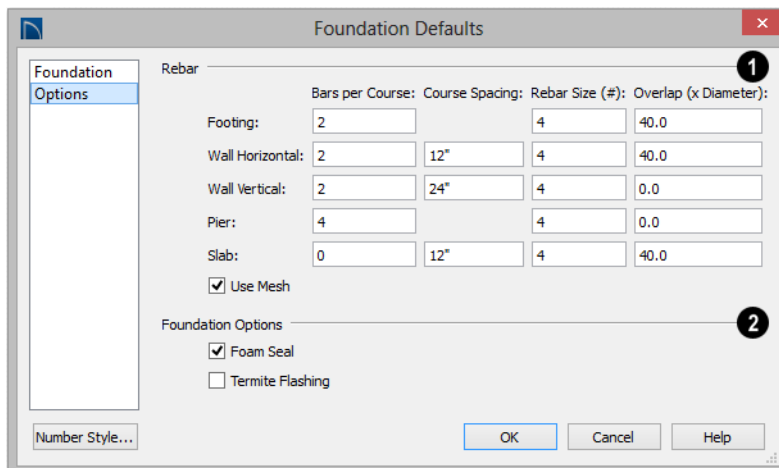 Foundation Defaults
×
Foundation
Options
Rebar
1
Bars per Course: Course Spacing: Rebar Size (#): Overlap (x Diameter):
Footing: 2 4 40.0
Wall Horizontal: 2 12" 4 40.0
Wall Vertical: 2 24" 4 0.0
Pier: 4 4 0.0
Slab: 0 12" 4 40.0
Use Mesh
Foundation Options
2
Foam Seal
Termite Flashing
Number Style... OK Cancel Help